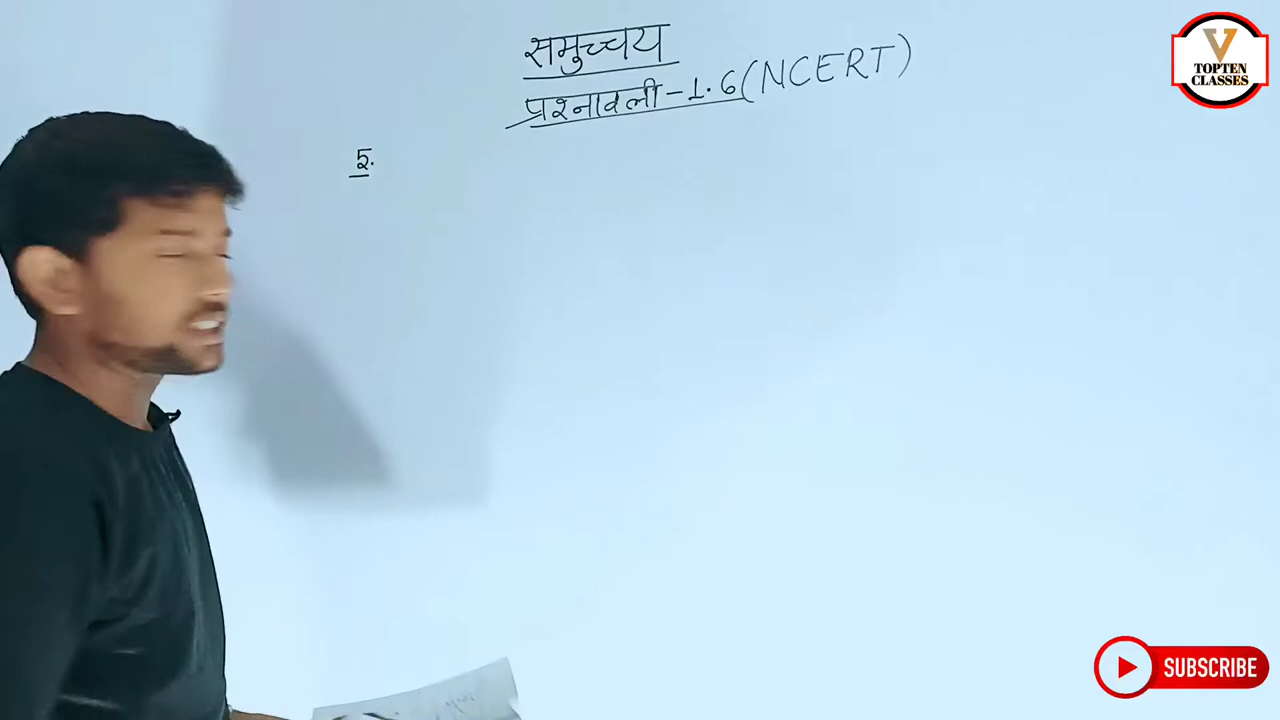 समुच्चय
प्रश्नावली - 1.6 (NCERT)
5.
V
TOPTEN
CLASSES
SUBSCRIBE